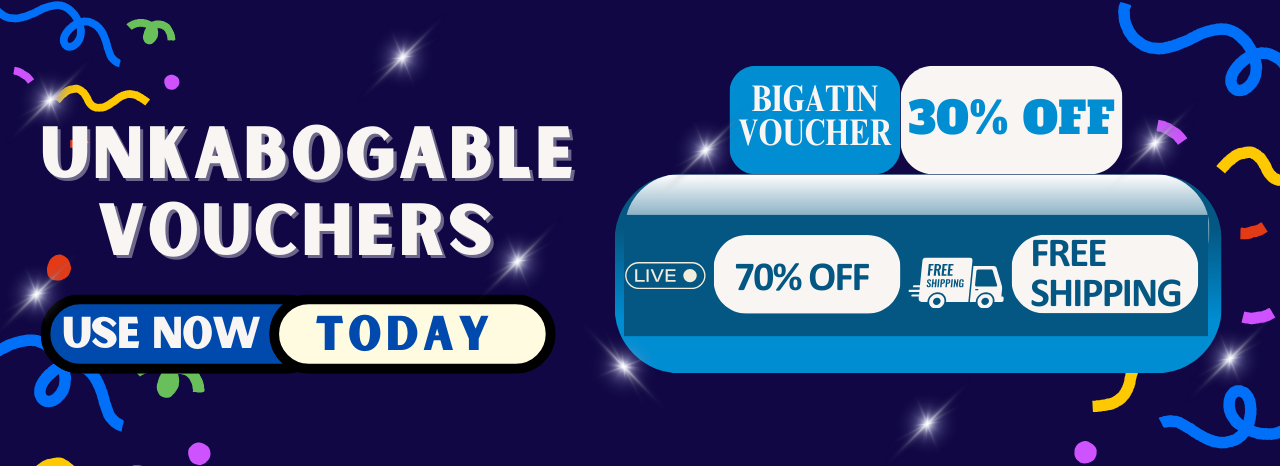 UNKABOGABLE
VOUCHERS
USE NOW TODAY
BIGATIN
VOUCHER
30% OFF
LIVE
70% OFF
FREE
SHIPPING
FREE
SHIPPING